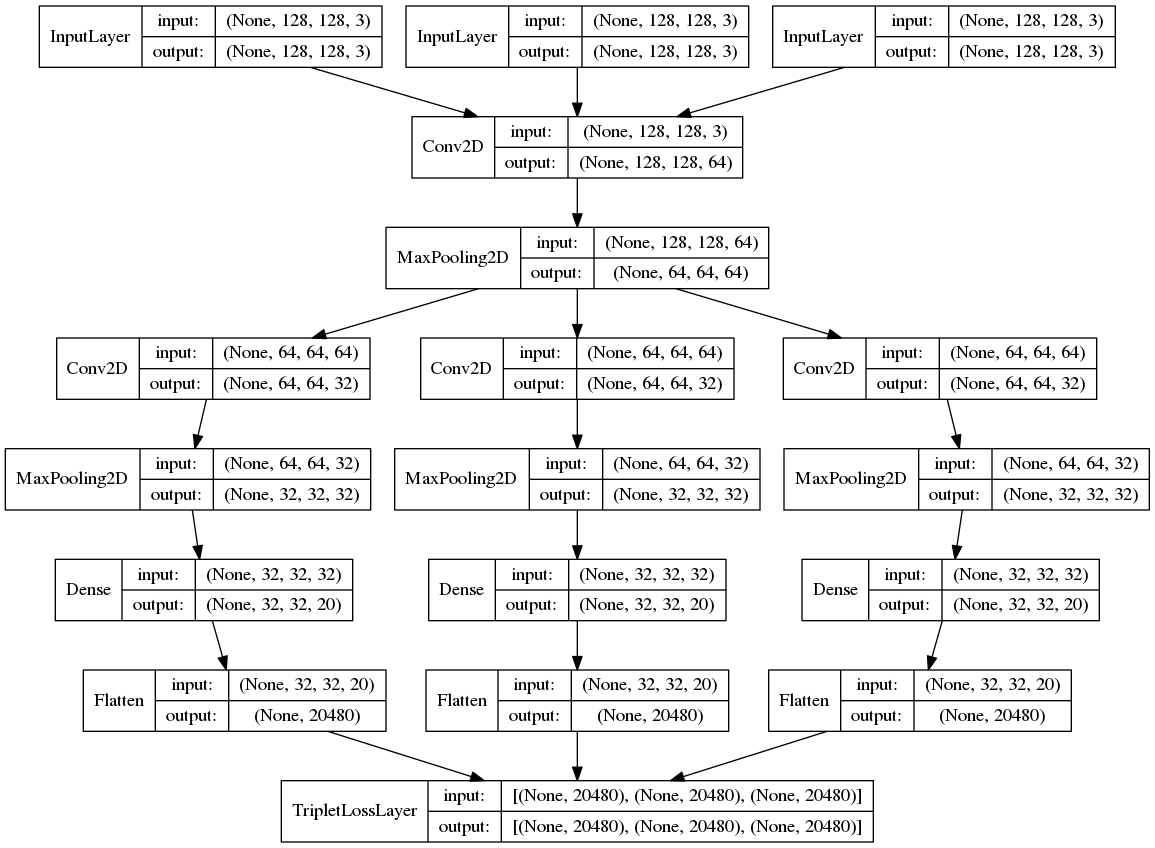 InputLayer input: (None, 128, 128, 3)
output: (None, 128, 128, 3)
InputLayer input: (None, 128, 128, 3)
output: (None, 128, 128, 3)
InputLayer input: (None, 128, 128, 3)
output: (None, 128, 128, 3)
Conv2D input: (None, 128, 128, 3)
output: (None, 128, 128, 64)
MaxPooling2D input: (None, 128, 128, 64)
output: (None, 64, 64, 64)
Conv2D input: (None, 64, 64, 64)
output: (None, 64, 64, 32)
Conv2D input: (None, 64, 64, 64)
output: (None, 64, 64, 32)
Conv2D input: (None, 64, 64, 64)
output: (None, 64, 64, 32)
MaxPooling2D input: (None, 64, 64, 32)
output: (None, 32, 32, 32)
MaxPooling2D input: (None, 64, 64, 32)
output: (None, 32, 32, 32)
MaxPooling2D input: (None, 64, 64, 32)
output: (None, 32, 32, 32)
Dense input: (None, 32, 32, 32)
output: (None, 32, 32, 20)
Dense input: (None, 32, 32, 32)
output: (None, 32, 32, 20)
Dense input: (None, 32, 32, 32)
output: (None, 32, 32, 20)
Flatten input: (None, 32, 32, 20)
output: (None, 20480)
Flatten input: (None, 32, 32, 20)
output: (None, 20480)
Flatten input: (None, 32, 32, 20)
output: (None, 20480)
TripletLossLayer input: [(None, 20480), (None, 20480), (None, 20480)]
output: [(None, 20480), (None, 20480), (None, 20480)]